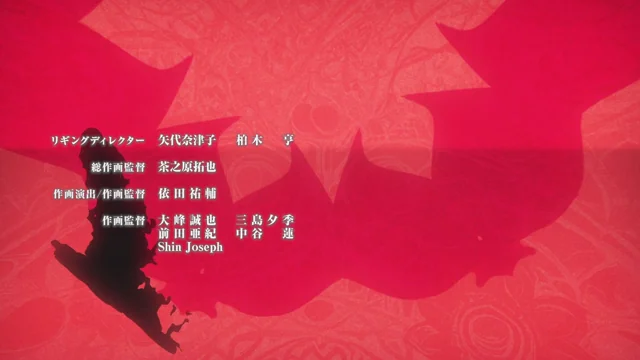 リギングディレクター 矢代奈津子 柏木 亨
総作画監督 茶之原拓也
作画演出/作画監督 依田祐輔
作画監督 大峰誠也 三島夕季
前田亜紀 中谷 蓮
Shin Joseph